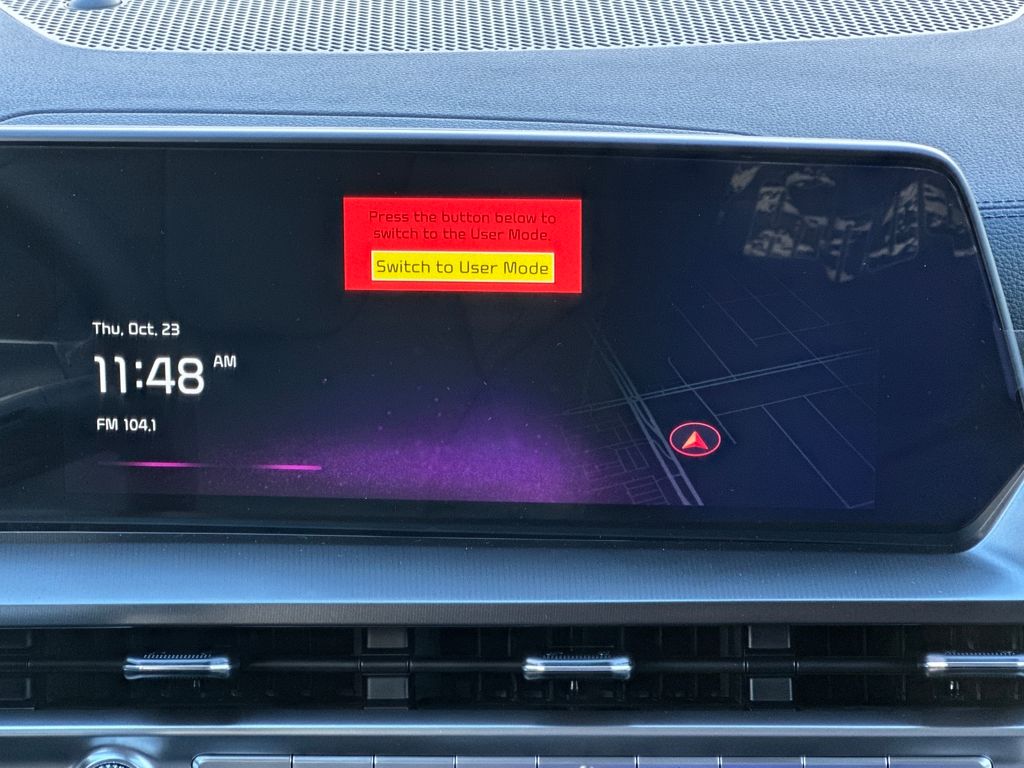 Press the button below to
switch to the User Mode.
Switch to User Mode
Thu, Oct. 23
11:48 AM
FM 104.1